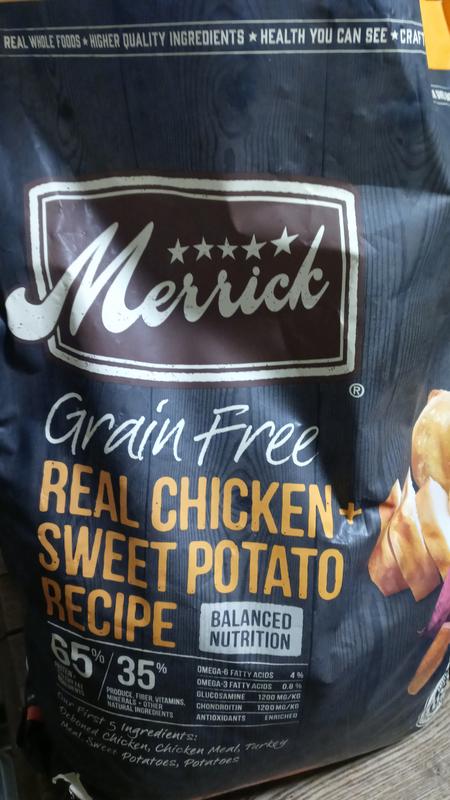 REAL WHOLE FOODS ★ HIGHER QUALITY INGREDIENTS ★ HEALTH YOU CAN SEE ★ CRAFT
Merrick
®
Grain Free
REAL CHICKEN +
SWEET POTATO
RECIPE
BALANCED
NUTRITION
65% / 35%
PRODUCE, FIBER, VITAMINS,
MINERALS + OTHER
NATURAL INGREDIENTS
OMEGA-6 FATTY ACIDS 4 %
OMEGA-3 FATTY ACIDS 0.8 %
GLUCOSAMINE 1200 MG/KG
CHONDROITIN 1200 MG/KG
ANTIOXIDANTS ENRICHED
Our First 5 Ingredients:
Deboned Chicken, Chicken Meal, Turkey
Meal, Sweet Potatoes, Potatoes